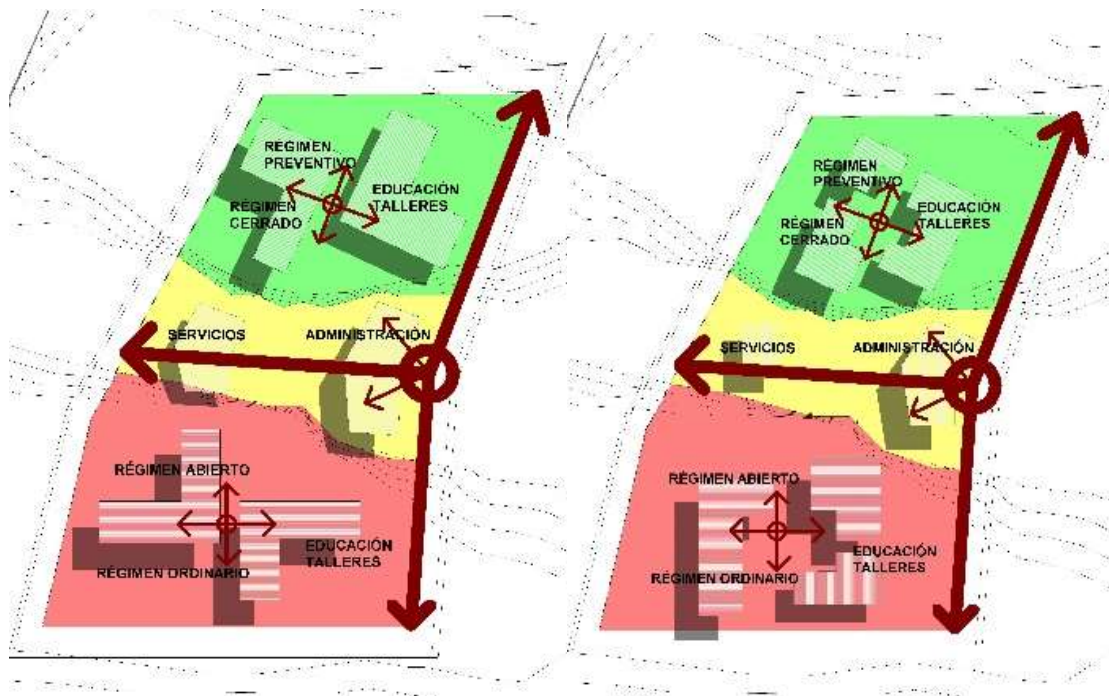 RÉGIMEN
PREVENTIVO
EDUCACIÓN
TALLERES
RÉGIMEN
CERRADO
SERVICIOS
ADMINISTRACIÓN
RÉGIMEN ABIERTO
EDUCACIÓN
TALLERES
RÉGIMEN ORDINARIO
RÉGIMEN
PREVENTIVO
EDUCACIÓN
TALLERES
RÉGIMEN
CERRADO
SERVICIOS
ADMINISTRACIÓN
RÉGIMEN ABIERTO
EDUCACIÓN
TALLERES
RÉGIMEN ORDINARIO